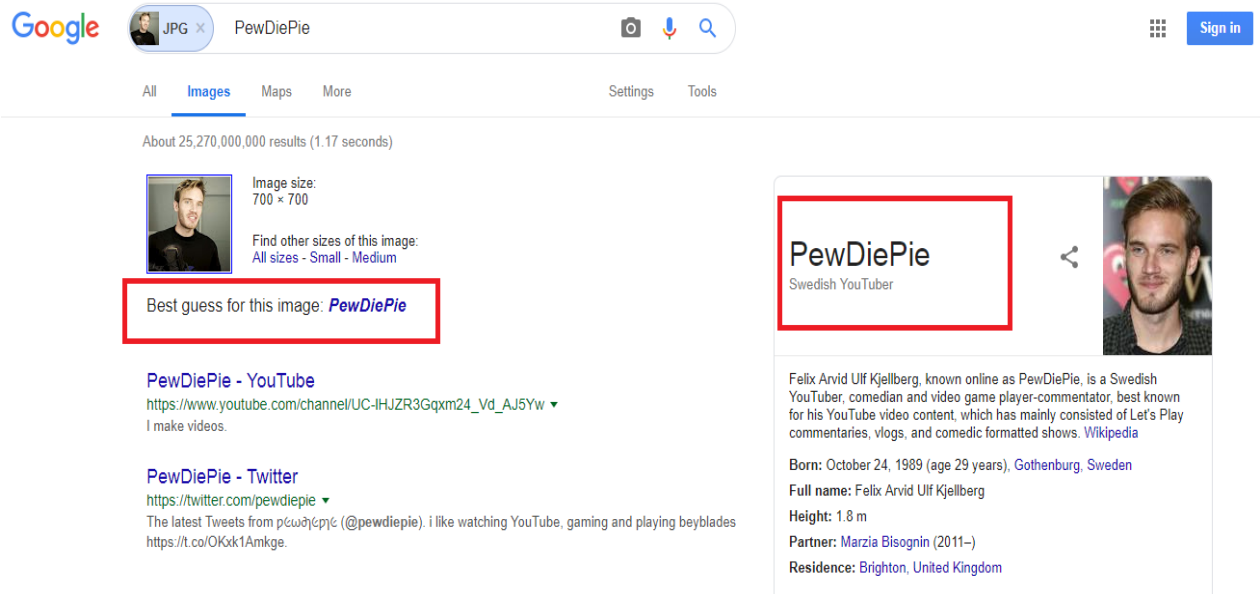 Google
JPG × PewDiePie
Sign in
All Images Maps More Settings Tools
About 25,270,000,000 results (1.17 seconds)
Image size:
700 × 700
Find other sizes of this image:
All sizes - Small - Medium
Best guess for this image: PewDiePie
PewDiePie - YouTube
https://www.youtube.com/channel/UC-lHJZR3Gqxm24_Vd_AJ5Yw
I make videos.
PewDiePie - Twitter
https://twitter.com/pewdiepie
The latest Tweets from (@pewdiepie). i like watching YouTube, gaming and playing beyblades
https://t.co/OKxk1Amkge.
PewDiePie
Swedish YouTuber
Felix Arvid Ulf Kjellberg, known online as PewDiePie, is a Swedish
YouTuber, comedian and video game player-commentator, best known
for his YouTube video content, which has mainly consisted of Let's Play
commentaries, vlogs, and comedic formatted shows. Wikipedia
Born: October 24, 1989 (age 29 years), Gothenburg, Sweden
Full name: Felix Arvid Ulf Kjellberg
Height: 1.8 m
Partner: Marzia Bisognin (2011–)
Residence: Brighton, United Kingdom